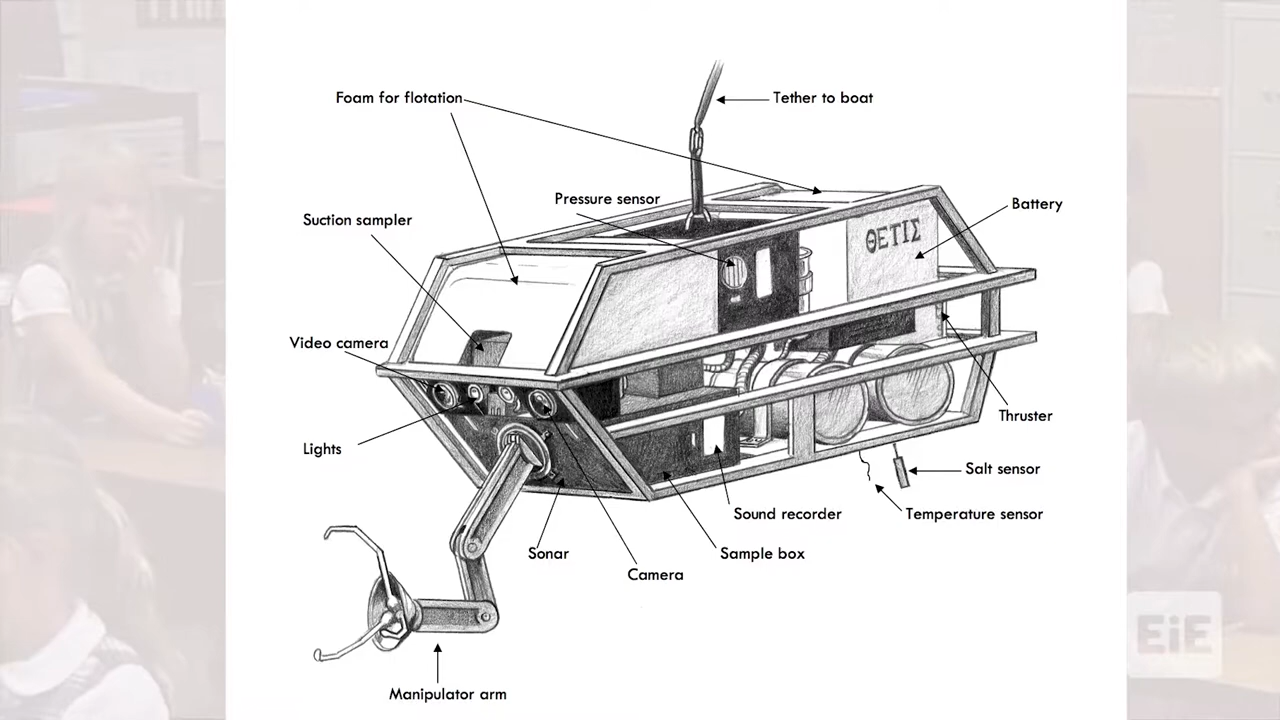 Foam for flotation
Tether to boat
Pressure sensor
Battery
Suction sampler
ΘΕΤΙΣ
Video camera
Thruster
Lights
Salt sensor
Sound recorder
Temperature sensor
Sonar
Sample box
Camera
Manipulator arm
EiE